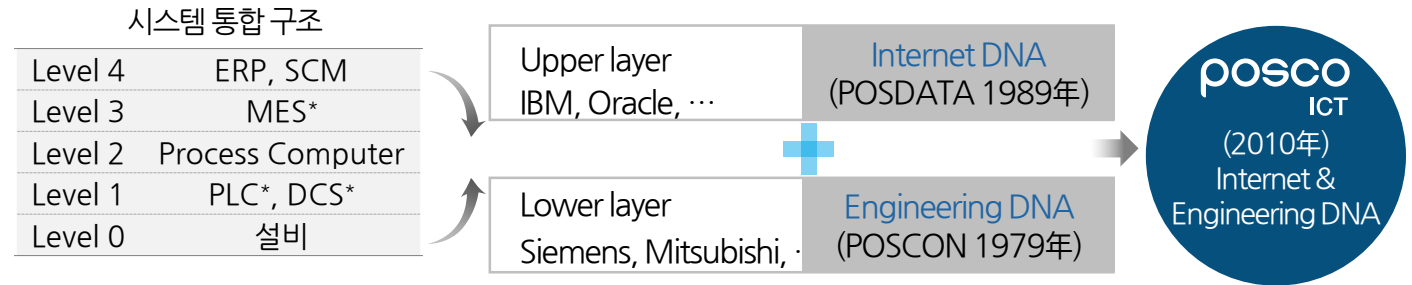 시스템 통합 구조
Level 4 ERP, SCM
Level 3 MES*
Level 2 Process Computer
Level 1 PLC*, DCS*
Level 0 설비
Upper layer
IBM, Oracle, …
Internet DNA
(POSDATA 1989年)
Lower layer
Siemens, Mitsubishi, ·
Engineering DNA
(POSCON 1979年)
posco
ICT
(2010年)
Internet &
Engineering DNA